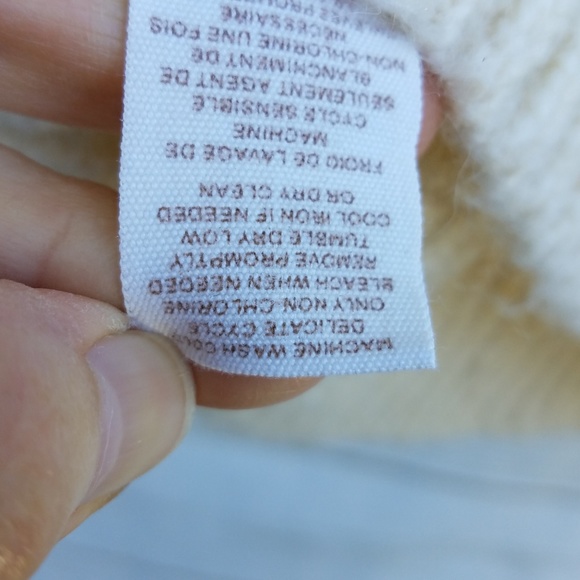 MACHINE WASH
DELICATE CYCLE
ONLY NON-CHLORINE
BLEACH WHEN NEEDED
REMOVE PROMPTLY
TUMBLE DRY LOW
COOL IRON IF NEEDED
OR DRY CLEAN
FROID DE LAVAGE DE
MACHINE
CYCLE SENSIBLE
SEULEMENT AGENT DE
BLANCHIMENT DE
NON-CHLORINE UNE FOIS
NÉCESSAIRE